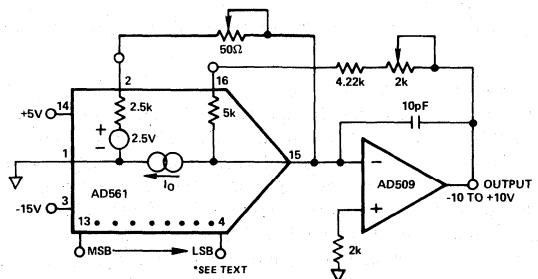 50Ω
2
16
4.22k
2k
10pF
2.5k
5k
+5V
14
+
-
2.5V
1
15
IO
AD561
-15V
3
13
4
MSB
LSB
*SEE TEXT
-
+
AD509
OUTPUT
-10 TO +10V
2k